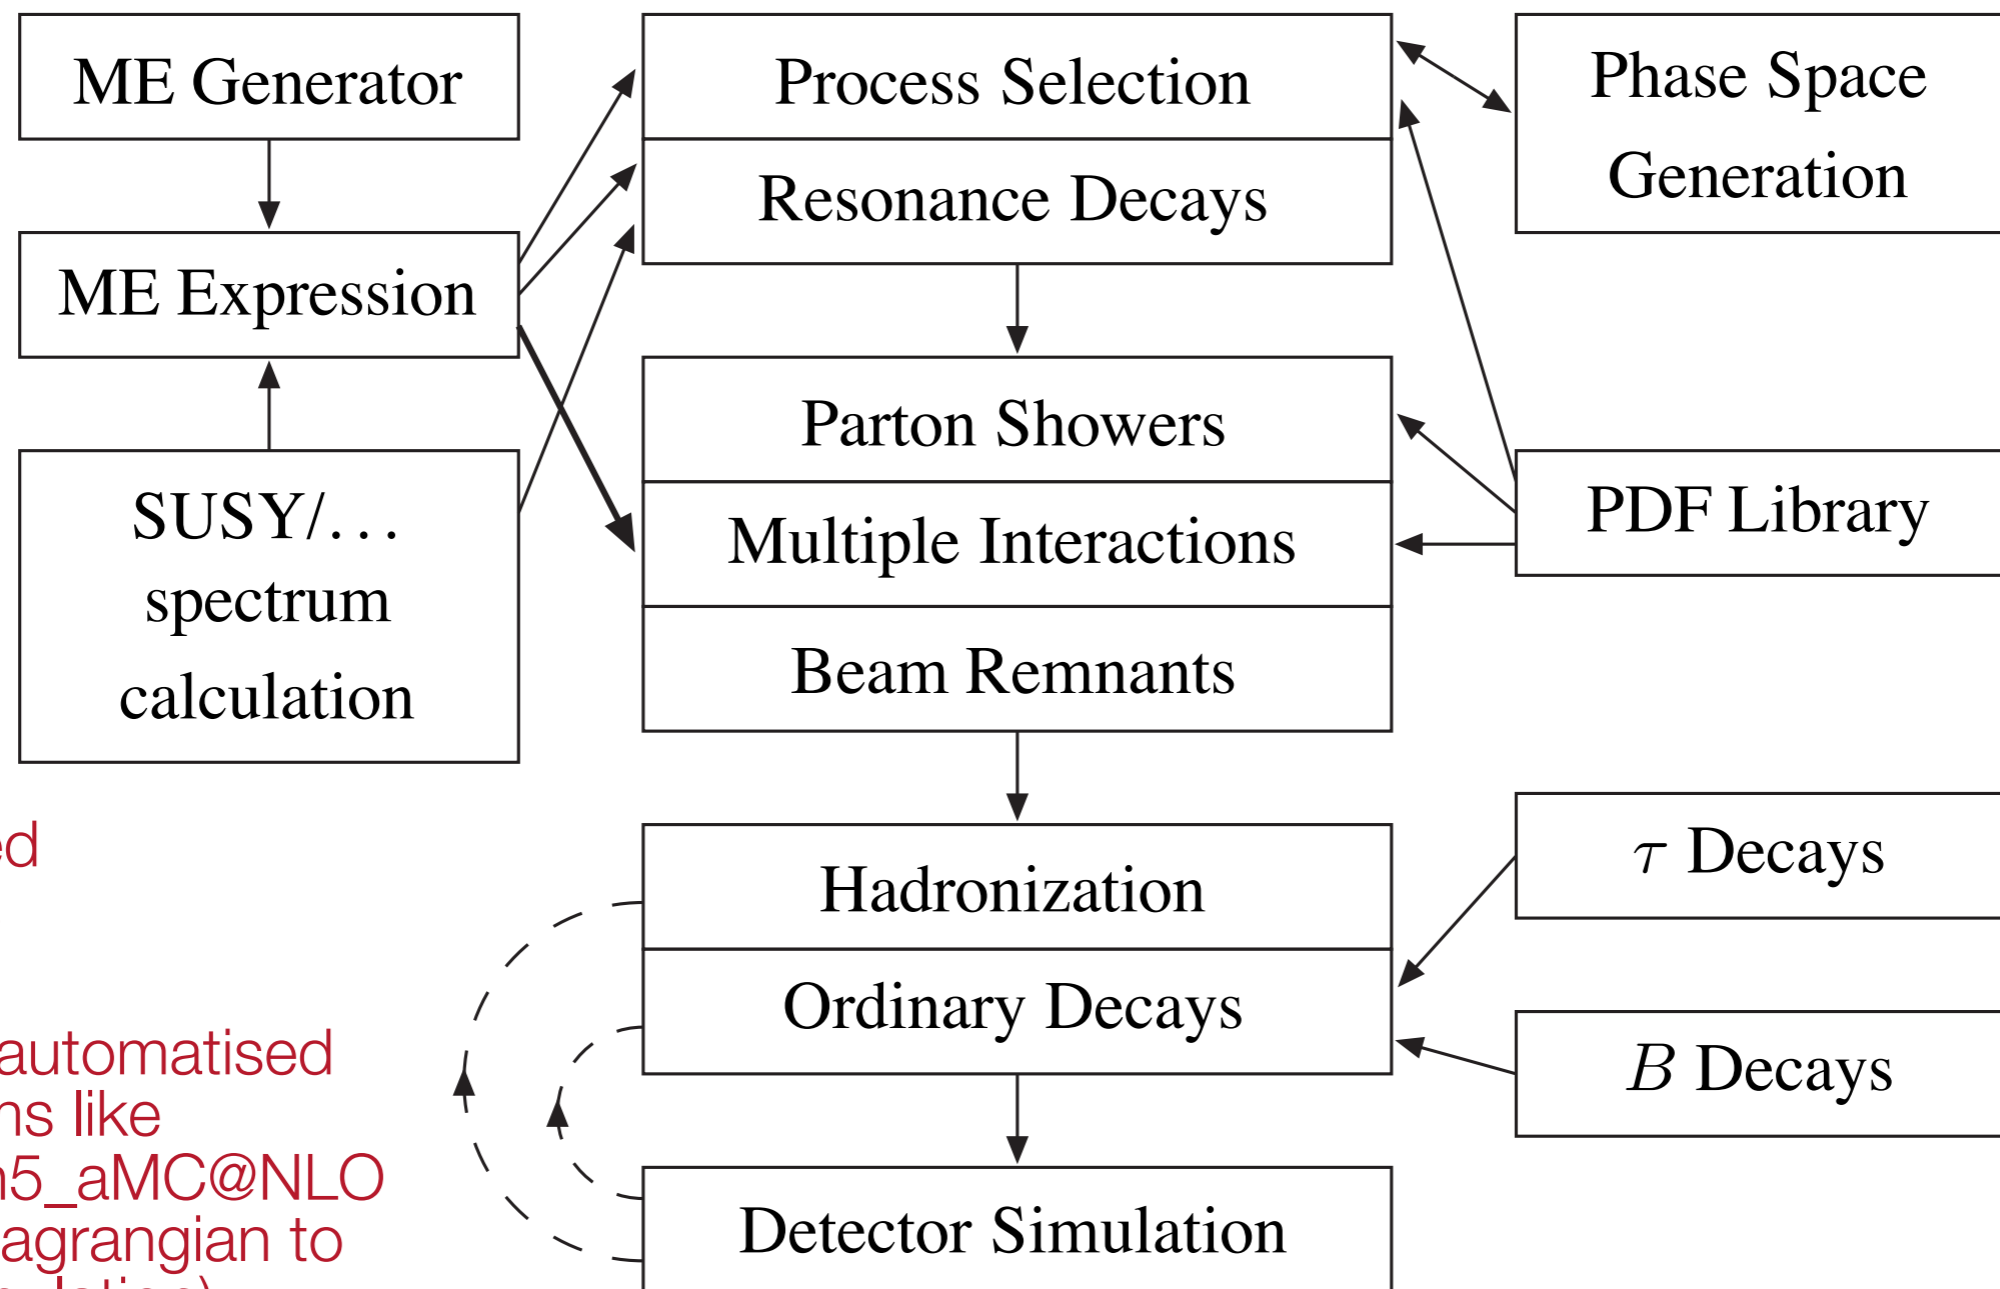 ME Generator
ME Expression
SUSY/...
spectrum
calculation
Process Selection
Resonance Decays
Parton Showers
Multiple Interactions
Beam Remnants
Hadronization
Ordinary Decays
Detector Simulation
Phase Space
Generation
PDF Library
τ Decays
B Decays
ed
automatised
ns like
5_aMC@NLO
agrangian to